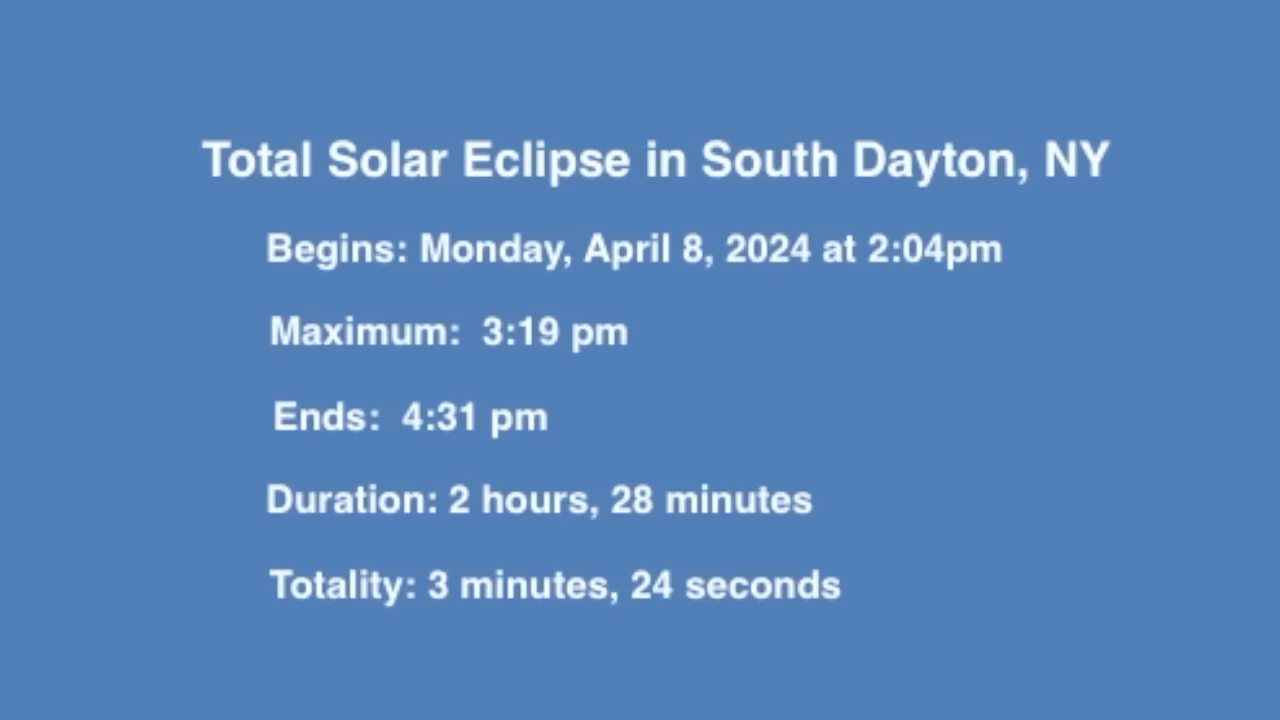 Total Solar Eclipse in South Dayton, NY
Begins: Monday, April 8, 2024 at 2:04pm
Maximum:  3:19 pm
Ends:  4:31 pm
Duration: 2 hours, 28 minutes
Totality: 3 minutes, 24 seconds